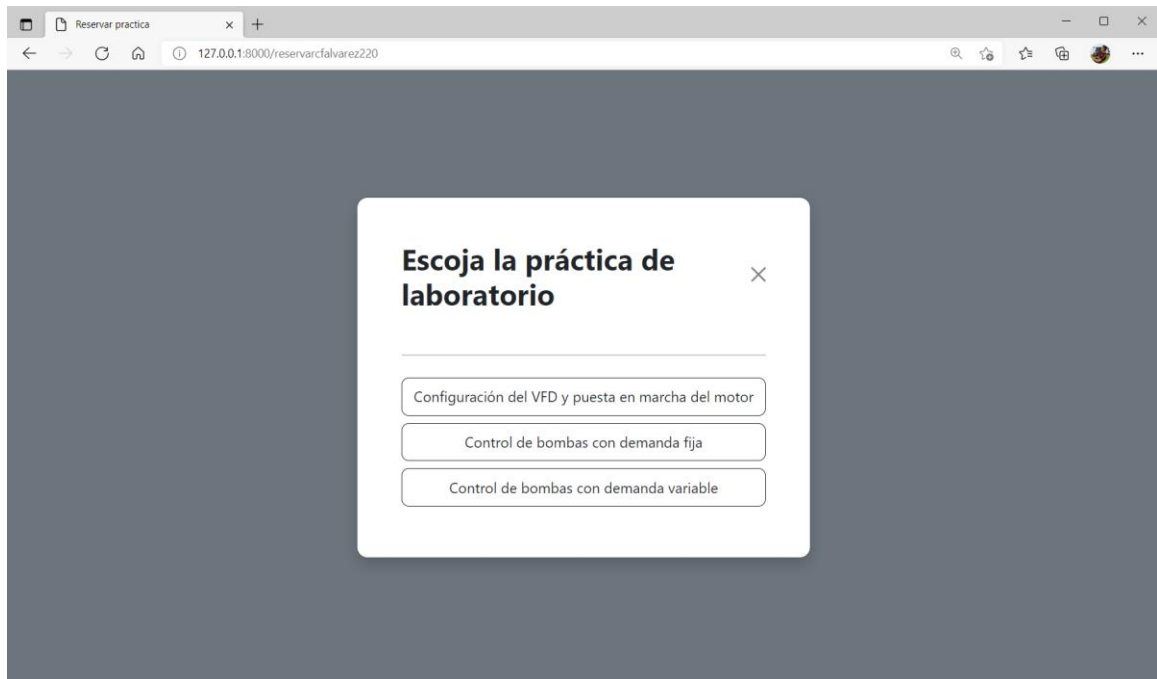 Reservar practica
127.0.0.1:8000/reservarcfalvarez220
Escoja la práctica de
laboratorio
Configuración del VFD y puesta en marcha del motor
Control de bombas con demanda fija
Control de bombas con demanda variable